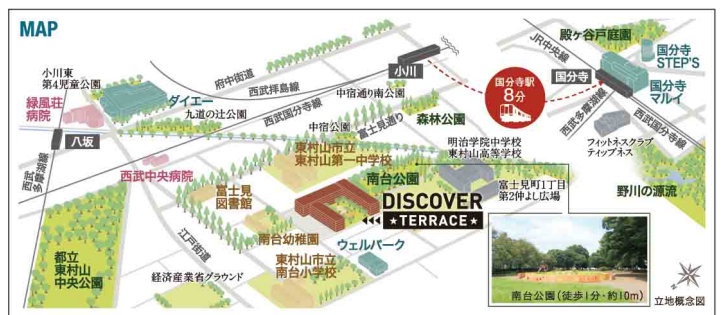 MAP
小川東
第4児童公園
緑風荘
病院
八坂
西武
多摩湖線
ダイエー
九道の辻公園
府中街道
西武拝島線
西武国分寺線
小川
中宿通り南公園
中宿公園
富士見通り
森林公園
国分寺駅
8分
殿ヶ谷戸庭園
JR中央線
国分寺
国分寺
STEP'S
国分寺
マルイ
西武多摩湖線
西武国分寺線
フィットネスクラブ
ティップネス
野川の源流
明治学院中学校
東村山高等学校
東村山市立
東村山第一中学校
西武中央病院
富士見
図書館
南台公園
富士見町1丁目
第2仲よし広場
DISCOVER
★TERRACE★
南台幼稚園
ウェルパーク
江戸街道
東村山市立
南台小学校
都立
東村山
中央公園
経済産業省グラウンド
南台公園(徒歩1分・約10m)
立地概念図